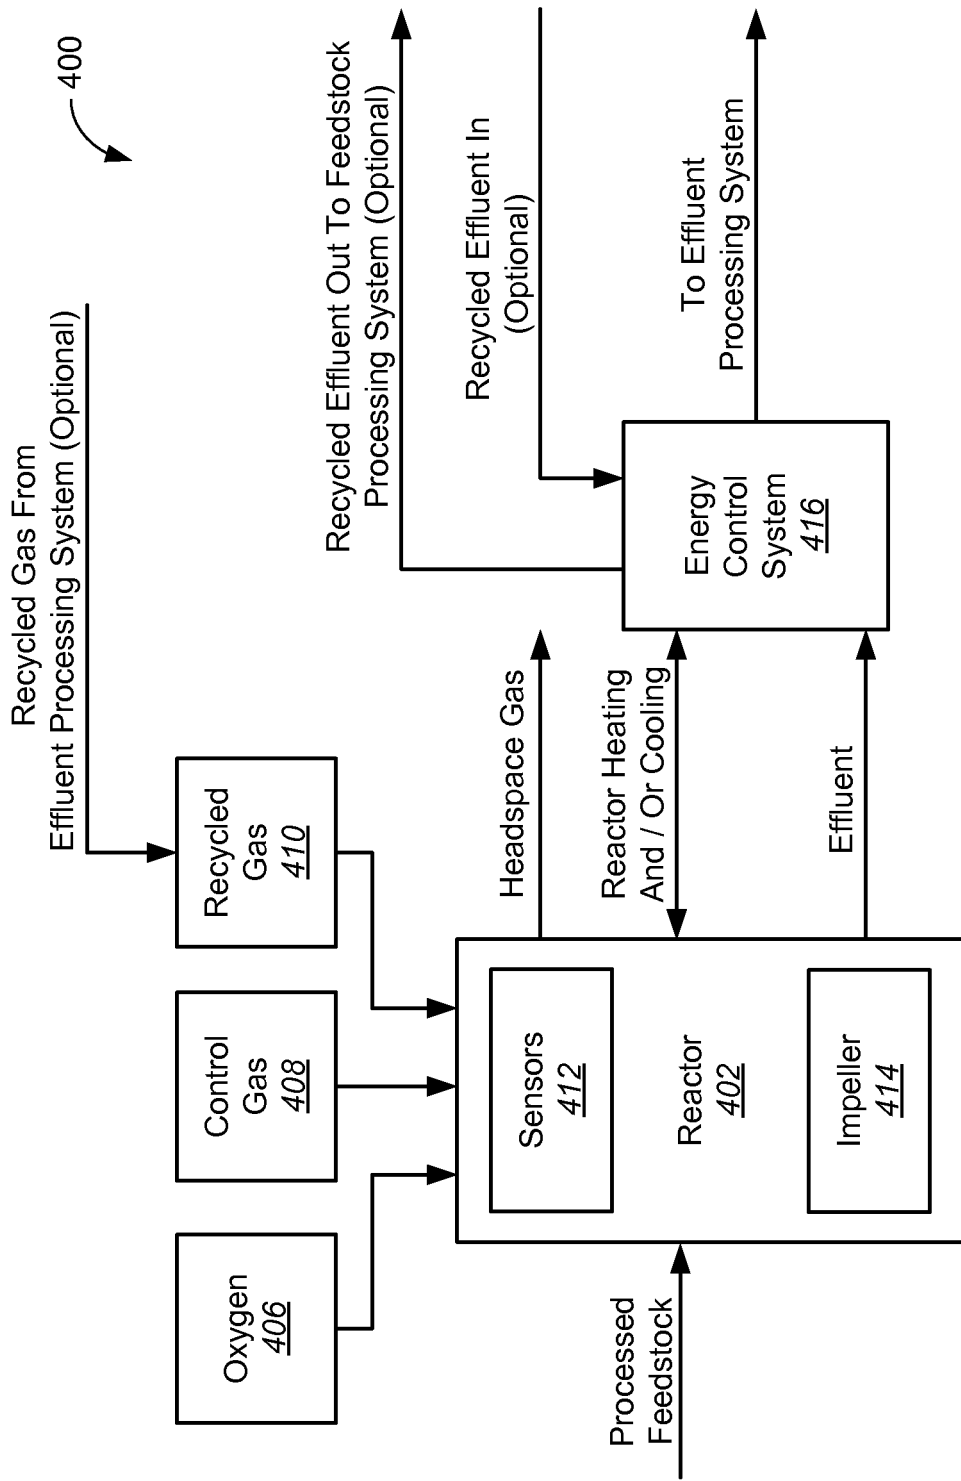 400
Recycled Gas From
Effluent Processing System (Optional)
Oxygen
406
Control
Gas
408
Recycled
Gas
410
Recycled Effluent Out To Feedstock
Processing System (Optional)
Recycled Effluent In
(Optional)
Processed
Feedstock
Sensors
412
Reactor
402
Impeller
414
Headspace Gas
Reactor Heating
And / Or Cooling
Effluent
Energy
Control
System
416
To Effluent
Processing System